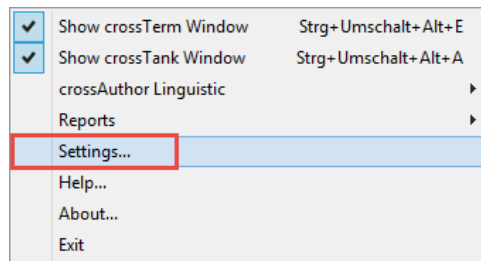 Show crossTerm Window Strg+Umschalt+Alt+E
Show crossTank Window Strg+Umschalt+Alt+A
crossAuthor Linguistic
Reports
Settings...
Help...
About...
Exit